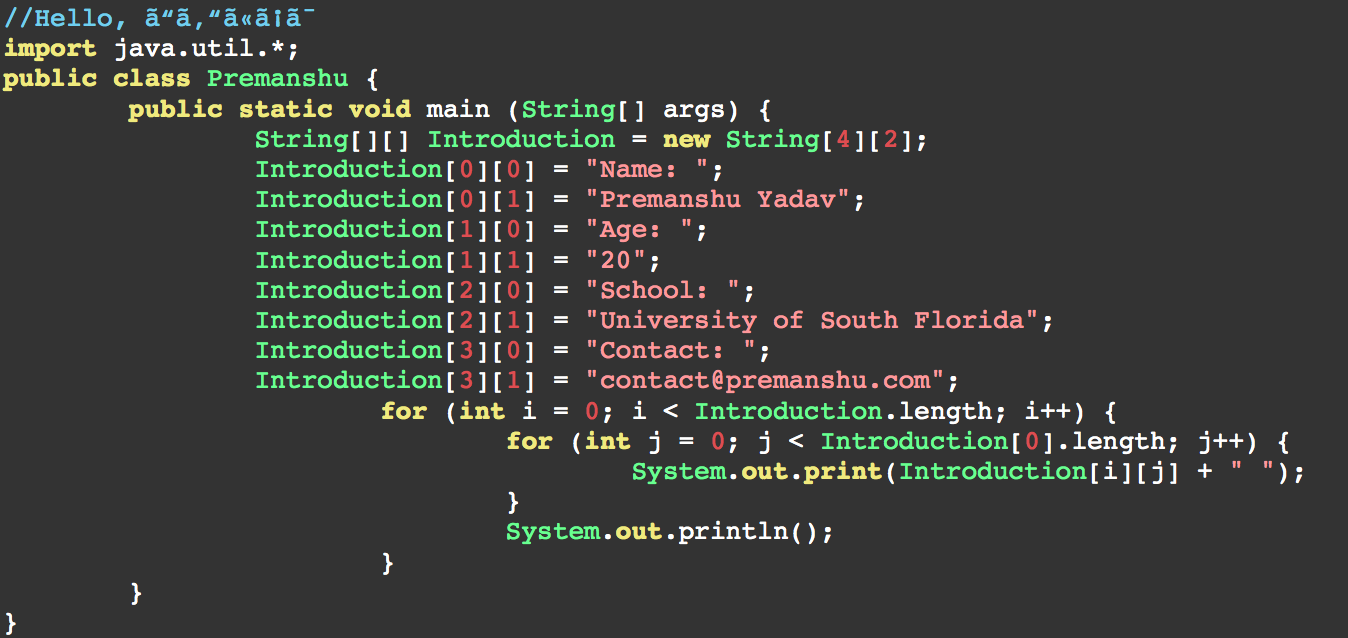 //Hello, ã“ã‚“ã«ã¡ã¯
import java.util.*;
public class Premanshu {
        public static void main (String[] args) {
                String[][] Introduction = new String[4][2];
                Introduction[0][0] = "Name: ";
                Introduction[0][1] = "Premanshu Yadav";
                Introduction[1][0] = "Age: ";
                Introduction[1][1] = "20";
                Introduction[2][0] = "School: ";
                Introduction[2][1] = "University of South Florida";
                Introduction[3][0] = "Contact: ";
                Introduction[3][1] = "contact@premanshu.com";
                        for (int i = 0; i < Introduction.length; i++) {
                                for (int j = 0; j < Introduction[0].length; j++) {
                                        System.out.print(Introduction[i][j] + " ");
                                }
                                System.out.println();
                        }
        }
}